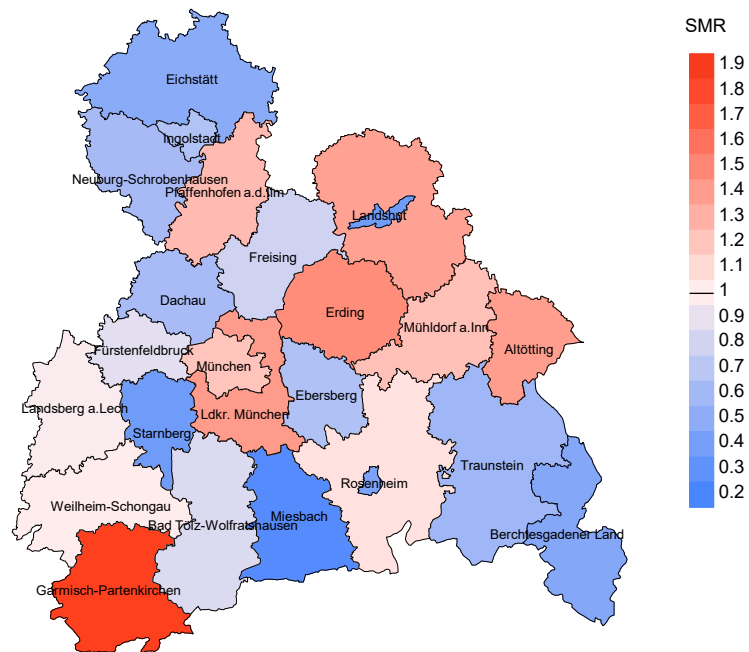 SMR
1.9
1.8
1.7
1.6
1.5
1.4
1.3
1.2
1.1
1
0.9
0.8
0.7
0.6
0.5
0.4
0.3
0.2
Eichstätt
Ingolstadt
Neuburg-Schrobenhausen
Pfaffenhofen a.d.Ilm
Landshut
Freising
Dachau
Erding
Mühldorf a.Inn
Altötting
Fürstenfeldbruck
München
Ebersberg
Landsberg a.Lech
Ldkr. München
Starnberg
Traunstein
Rosenheim
Weilheim-Schongau
Miesbach
Bad Tölz-Wolfratshausen
Berchtesgadener Land
Garmisch-Partenkirchen